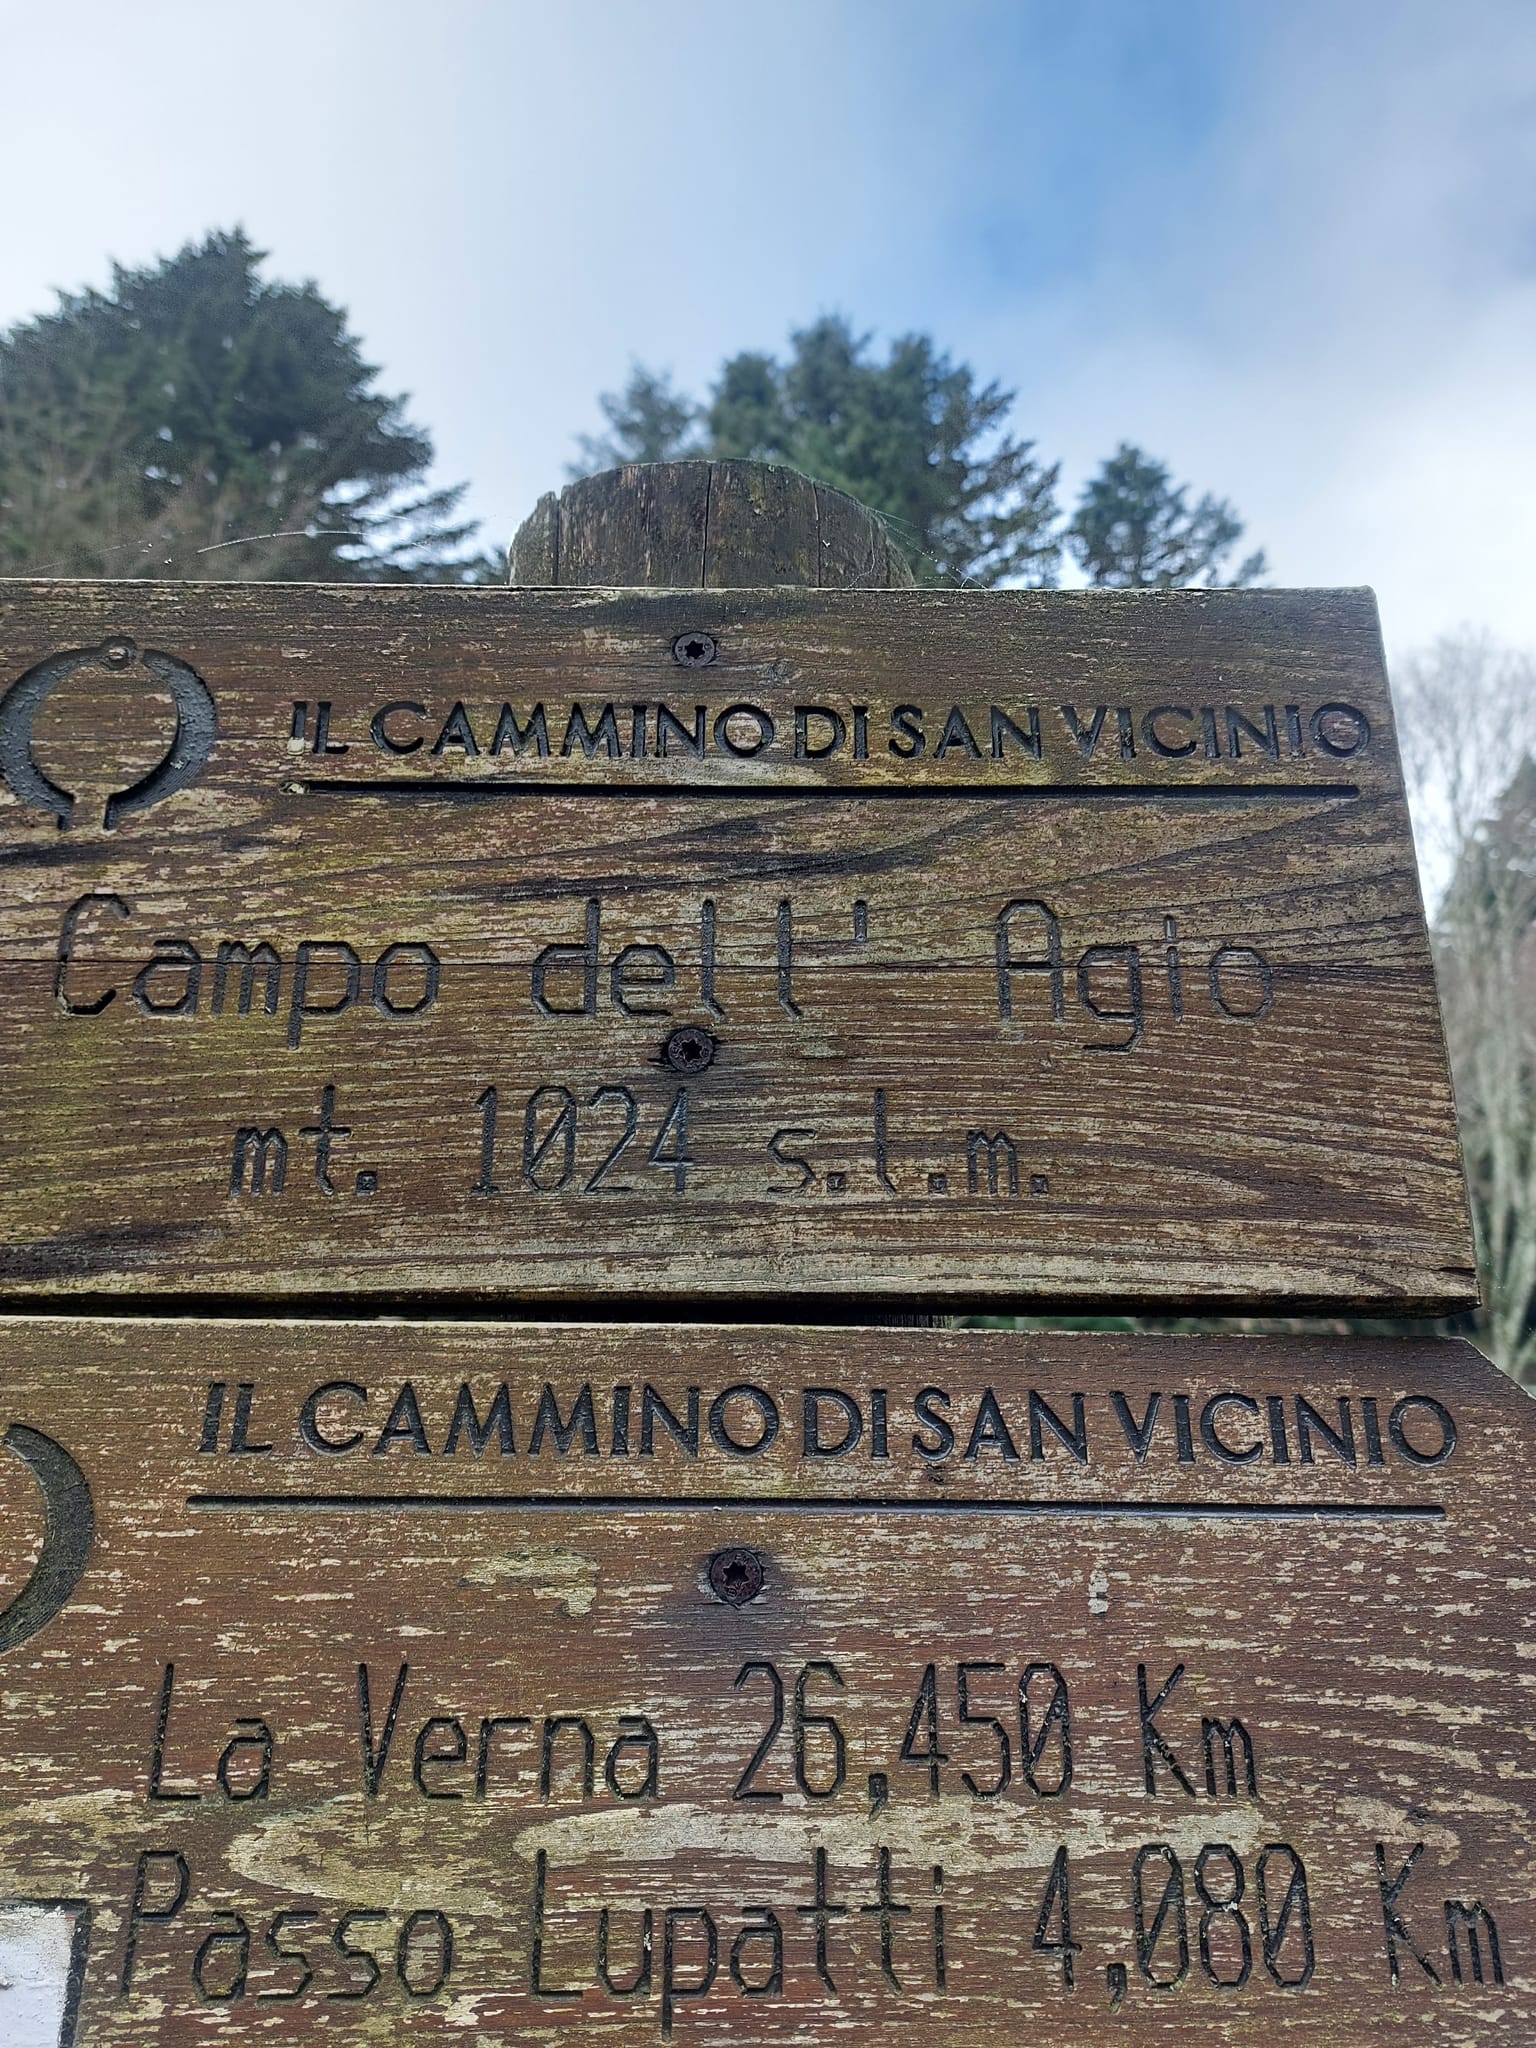 IL CAMMINO DI SAN VICINIO
Campo dell' Agio
mt. 1024 s.l.m.
IL CAMMINO DI SAN VICINIO
La Verna 26,450 Km
Passo Lupatti 4,080 Km